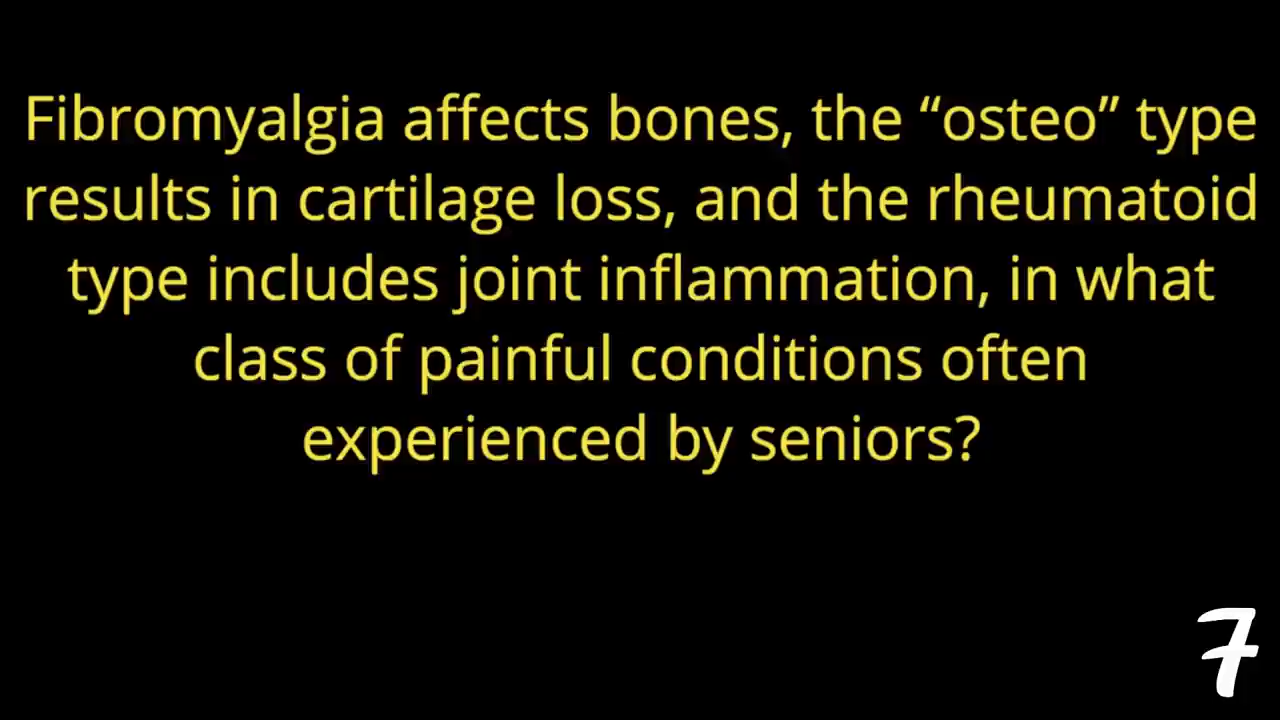 Fibromyalgia affects bones, the “osteo” type
results in cartilage loss, and the rheumatoid
type includes joint inflammation, in what
class of painful conditions often
experienced by seniors?
7